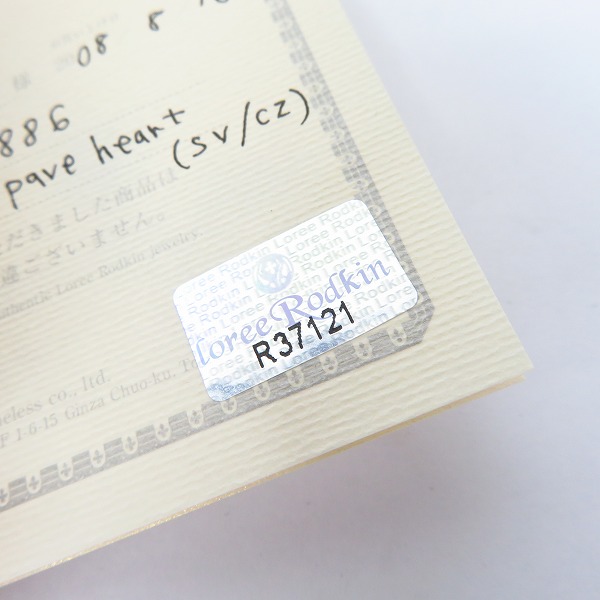 様 08 8
886
pave heart
(sv/cz)
だきました商品は
ございません。
Authentic Loree Rodkin jewelry
Loree Rodkin
R37121
eless co., ltd.
F 1-6-15 Ginza Chuo-ku,